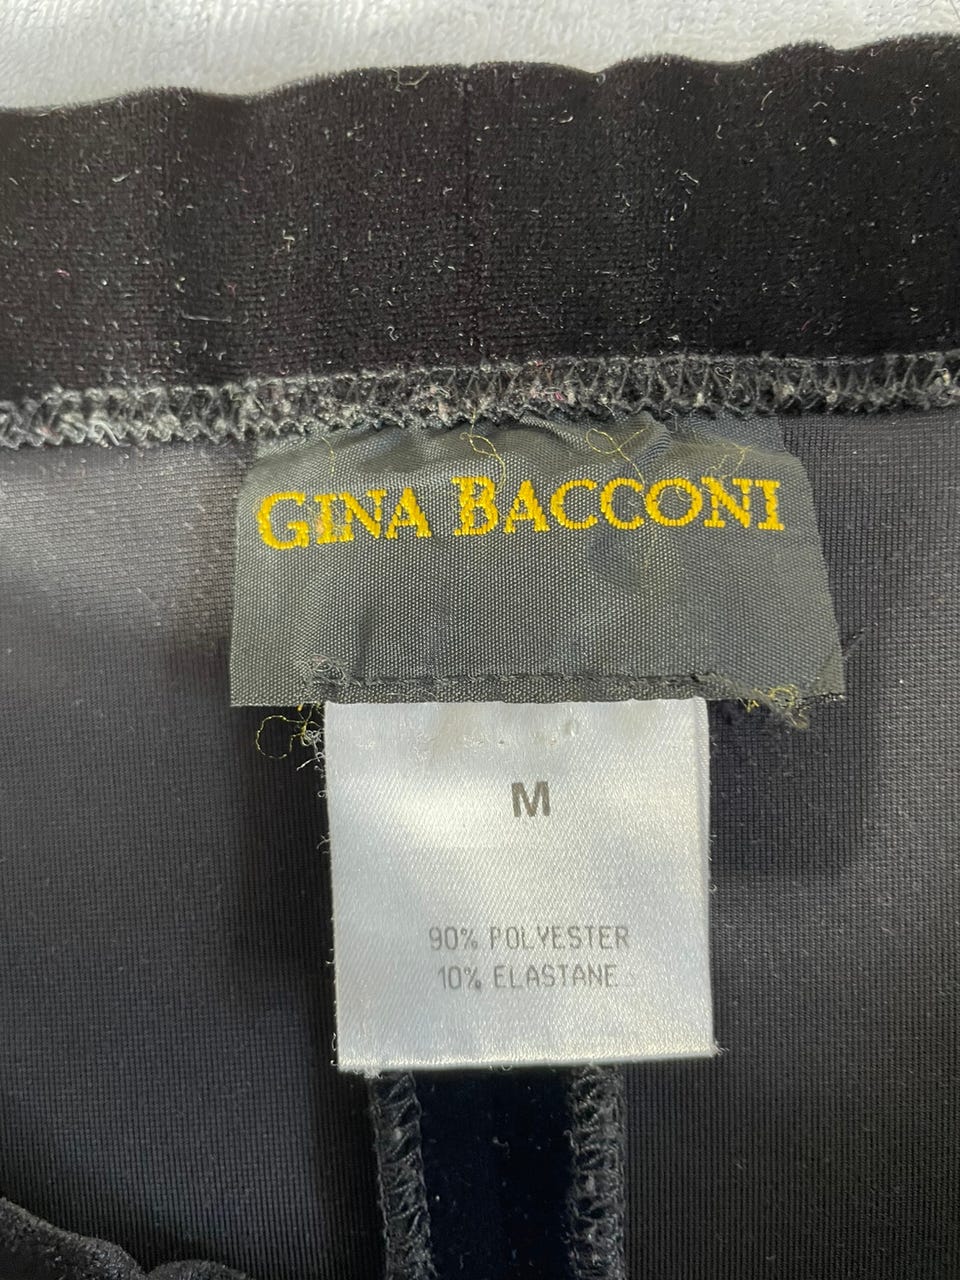 GINA BACCONI
M
90% POLYESTER
10% ELASTANE